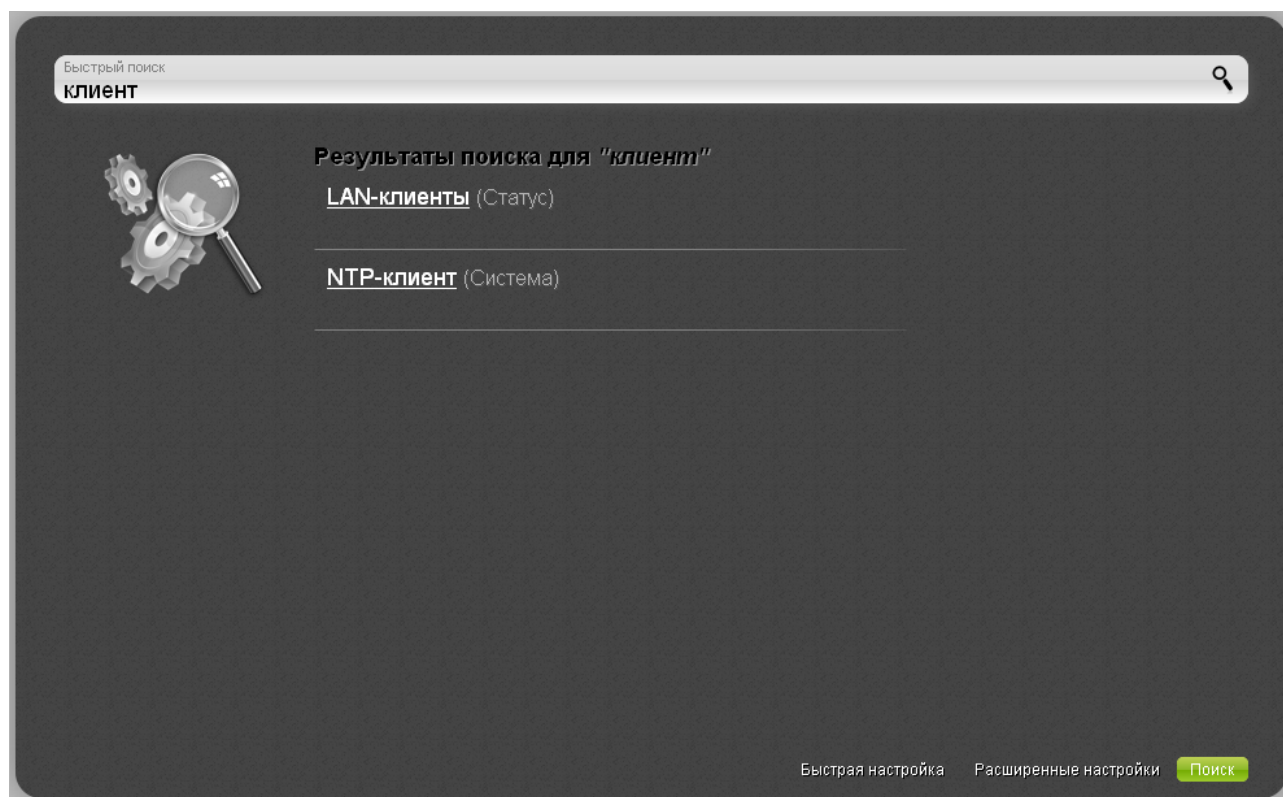 Быстрый поиск
клиент
Результаты поиска для "клиент"
LAN-клиенты (Статус)
NTP-клиент (Система)
Быстрая настройка Расширенные настройки Поиск